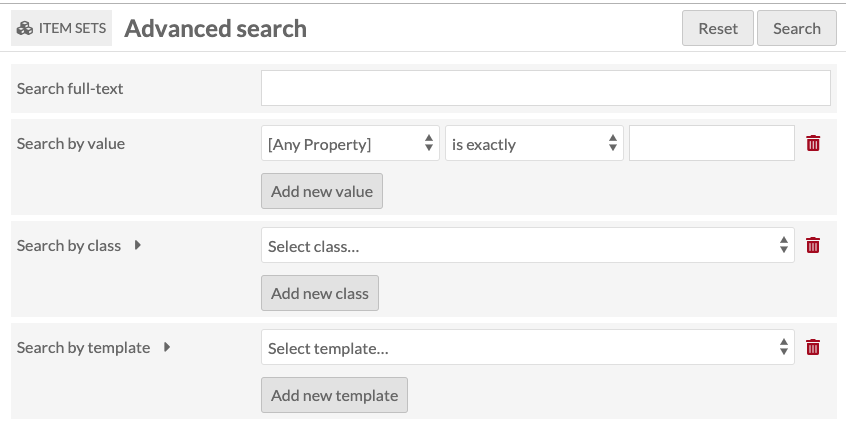 ITEM SETS Advanced search Reset Search
Search full-text
Search by value [Any Property] is exactly
Add new value
Search by class Select class...
Add new class
Search by template Select template...
Add new template